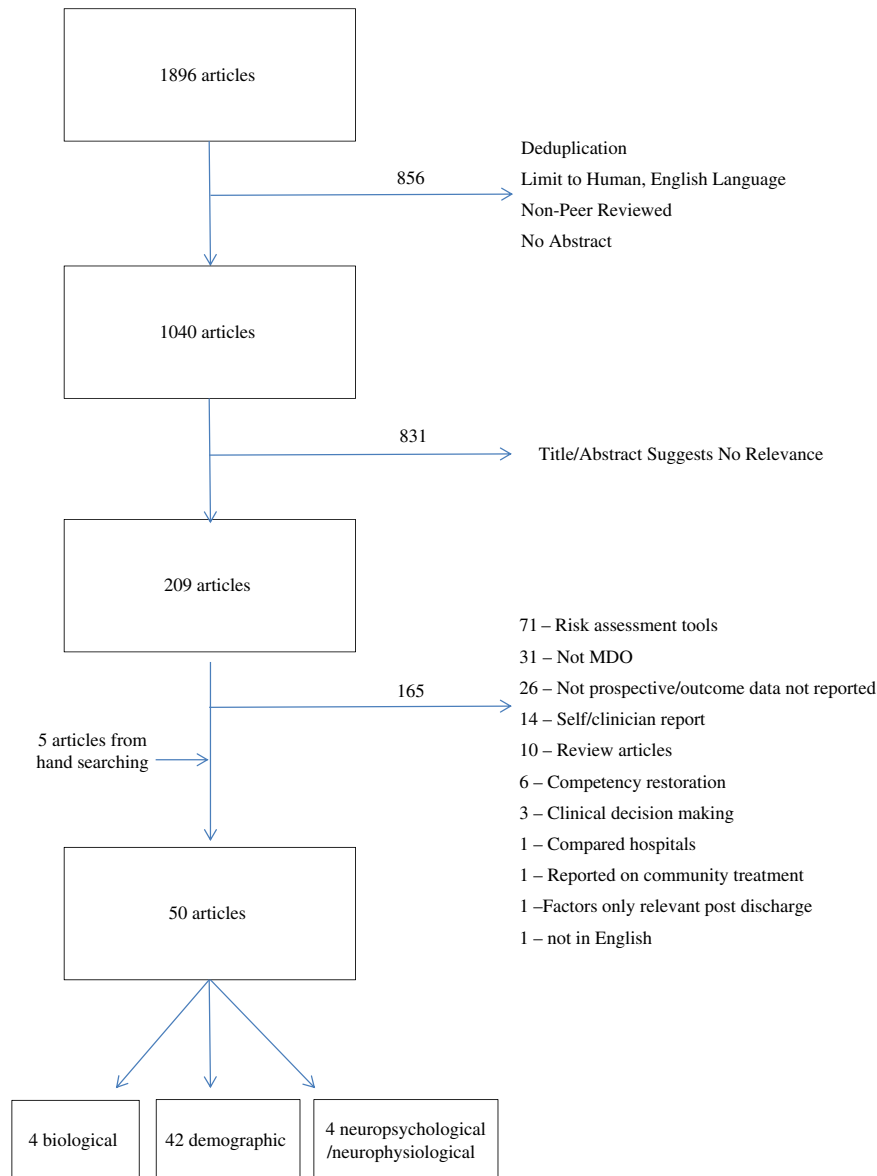 1896 articles
856
Deduplication
Limit to Human, English Language
Non-Peer Reviewed
No Abstract
1040 articles
831
Title/Abstract Suggests No Relevance
209 articles
165
71 – Risk assessment tools
31 – Not MDO
26 – Not prospective/outcome data not reported
14 – Self/clinician report
10 – Review articles
6 – Competency restoration
3 – Clinical decision making
1 – Compared hospitals
1 – Reported on community treatment
1 –Factors only relevant post discharge
1 – not in English
5 articles from
hand searching
50 articles
4 biological
42 demographic
4 neuropsychological
/neurophysiological